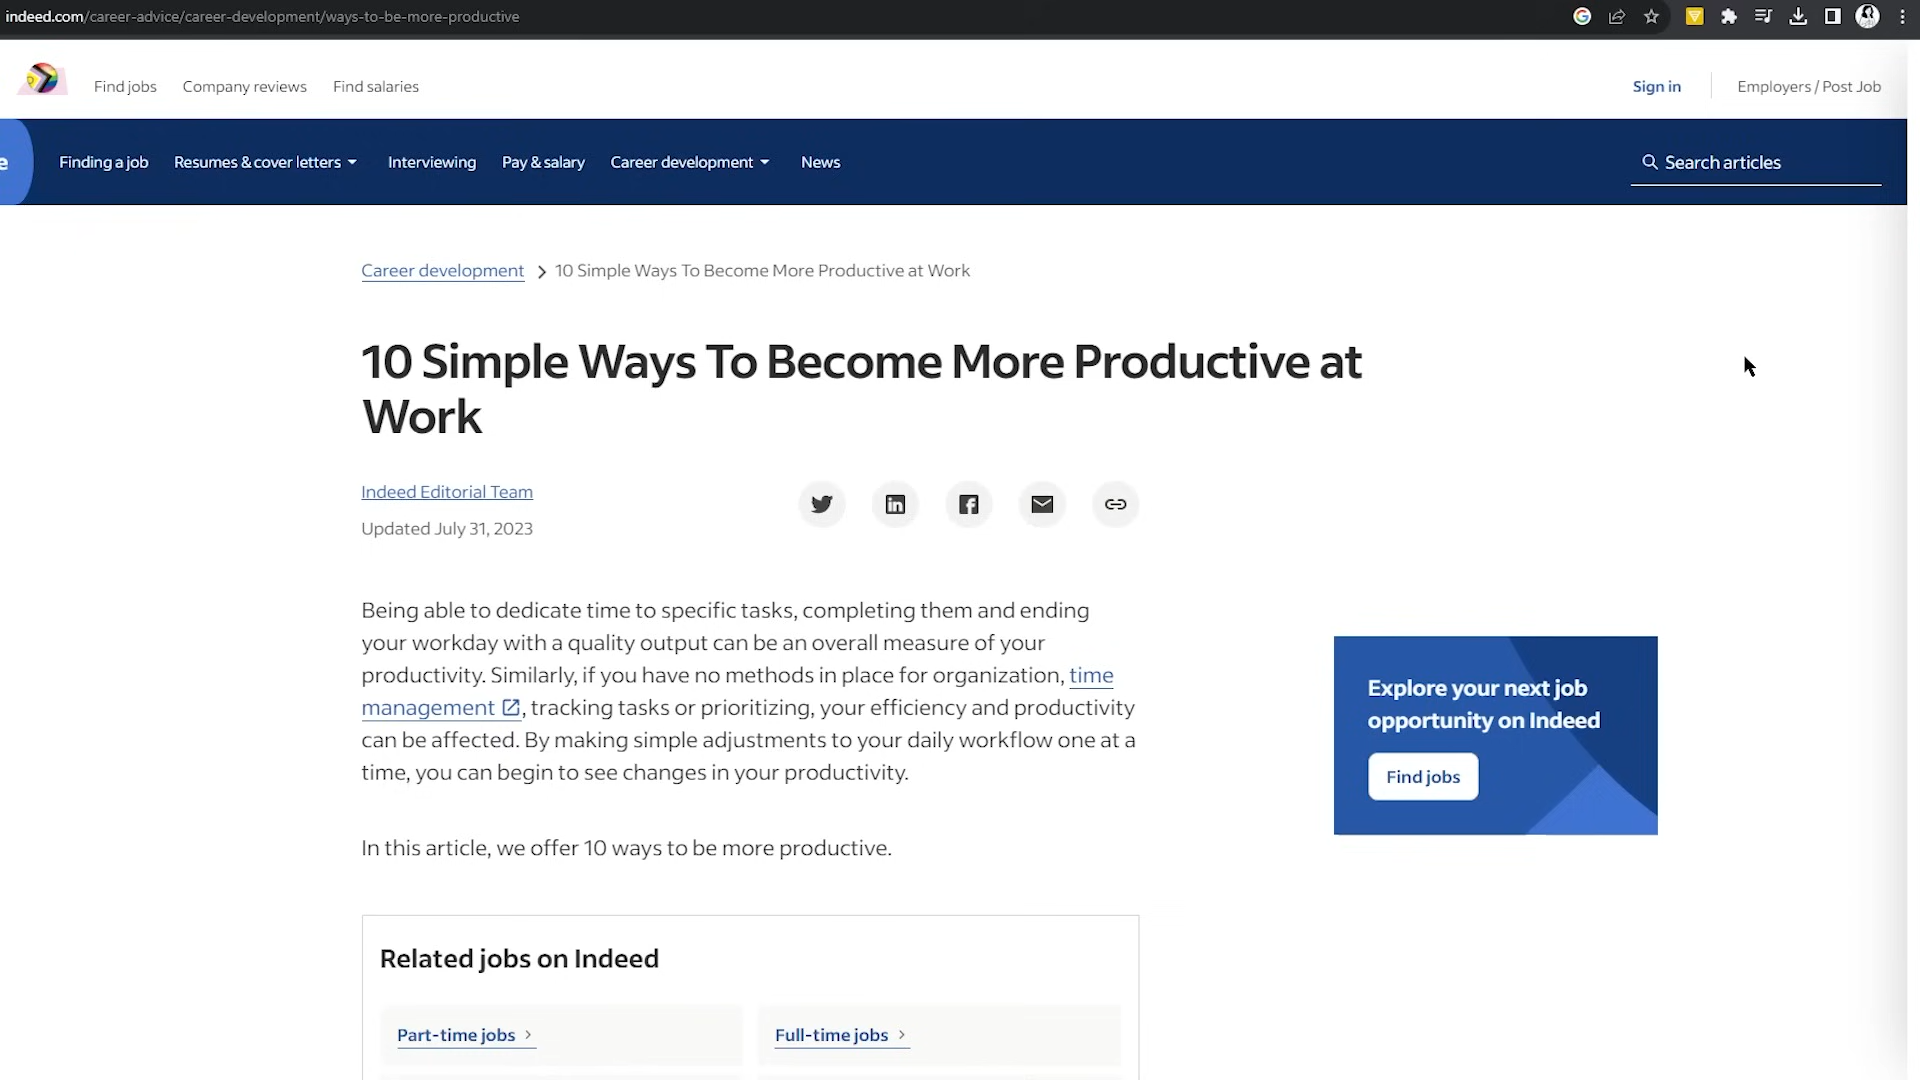 indeed.com/career-advice/career-development/ways-to-be-more-productive
Find jobs Company reviews Find salaries Sign in Employers / Post Job
e Finding a job Resumes & cover letters Interviewing Pay & salary Career development News Search articles
Career development > 10 Simple Ways To Become More Productive at Work
10 Simple Ways To Become More Productive at
Work
Indeed Editorial Team
Updated July 31, 2023
Being able to dedicate time to specific tasks, completing them and ending
your workday with a quality output can be an overall measure of your
productivity. Similarly, if you have no methods in place for organization, time
management, tracking tasks or prioritizing, your efficiency and productivity
can be affected. By making simple adjustments to your daily workflow one at a
time, you can begin to see changes in your productivity.
In this article, we offer 10 ways to be more productive.
Explore your next job
opportunity on Indeed
Find jobs
Related jobs on Indeed
Part-time jobs > Full-time jobs >